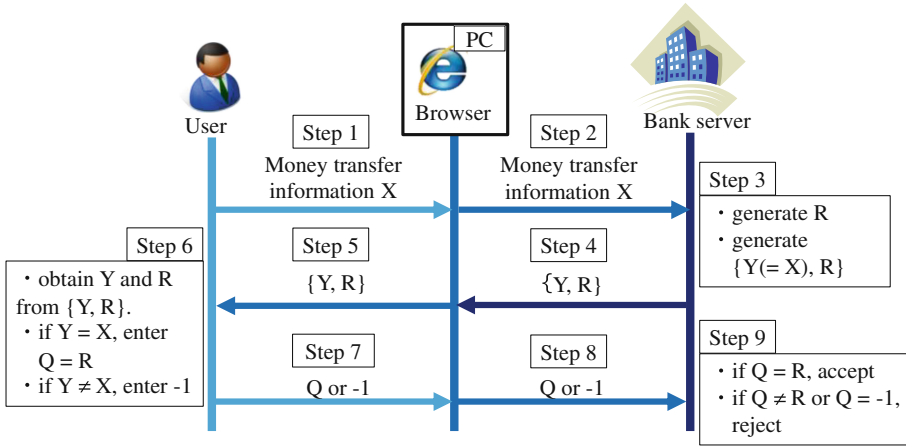 PC
User
Browser
Bank server
Step 1
Money transfer
information X
Step 2
Money transfer
information X
Step 3
・generate R
・generate
{Y(= X), R}
Step 4
{Y, R}
Step 5
{Y, R}
Step 6
・obtain Y and R
from {Y, R}.
・if Y = X, enter
Q = R
・if Y ≠ X, enter -1
Step 7
Q or -1
Step 8
Q or -1
Step 9
・if Q = R, accept
・if Q ≠ R or Q = -1,
reject